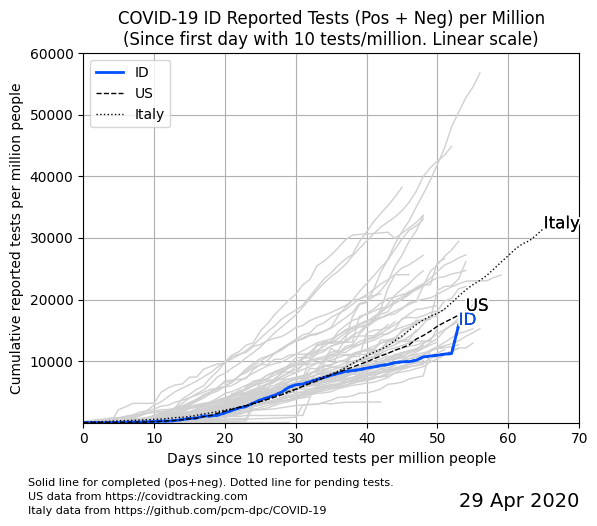 COVID-19 ID Reported Tests (Pos + Neg) per Million
(Since first day with 10 tests/million. Linear scale)
Cumulative reported tests per million people
60000
50000
40000
30000
20000
10000
ID
US
Italy
Italy
US
ID
0
10
20
30
40
50
60
70
Days since 10 reported tests per million people
Solid line for completed (pos+neg). Dotted line for pending tests.
US data from https://covidtracking.com
Italy data from https://github.com/pcm-dpc/COVID-19
29 Apr 2020